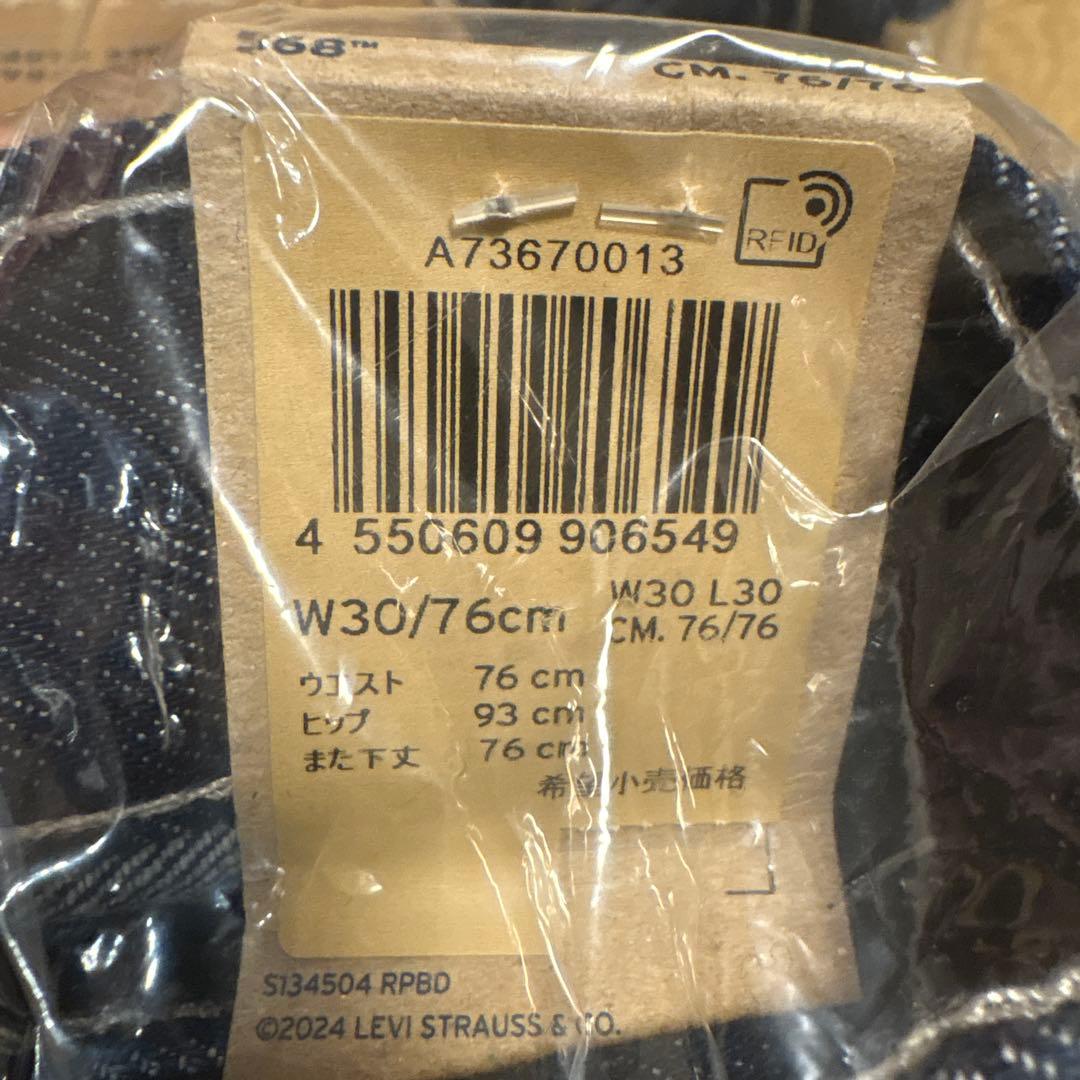 568™
CM. 76/76
RFID
A73670013
4 550609 906549
W30/76cm
W30 L30
CM. 76/76
ウエスト 76 cm
ヒップ 93 cm
また下丈 76 cm
希望小売価格
S134504 RPBD
©2024 LEVI STRAUSS & CO.